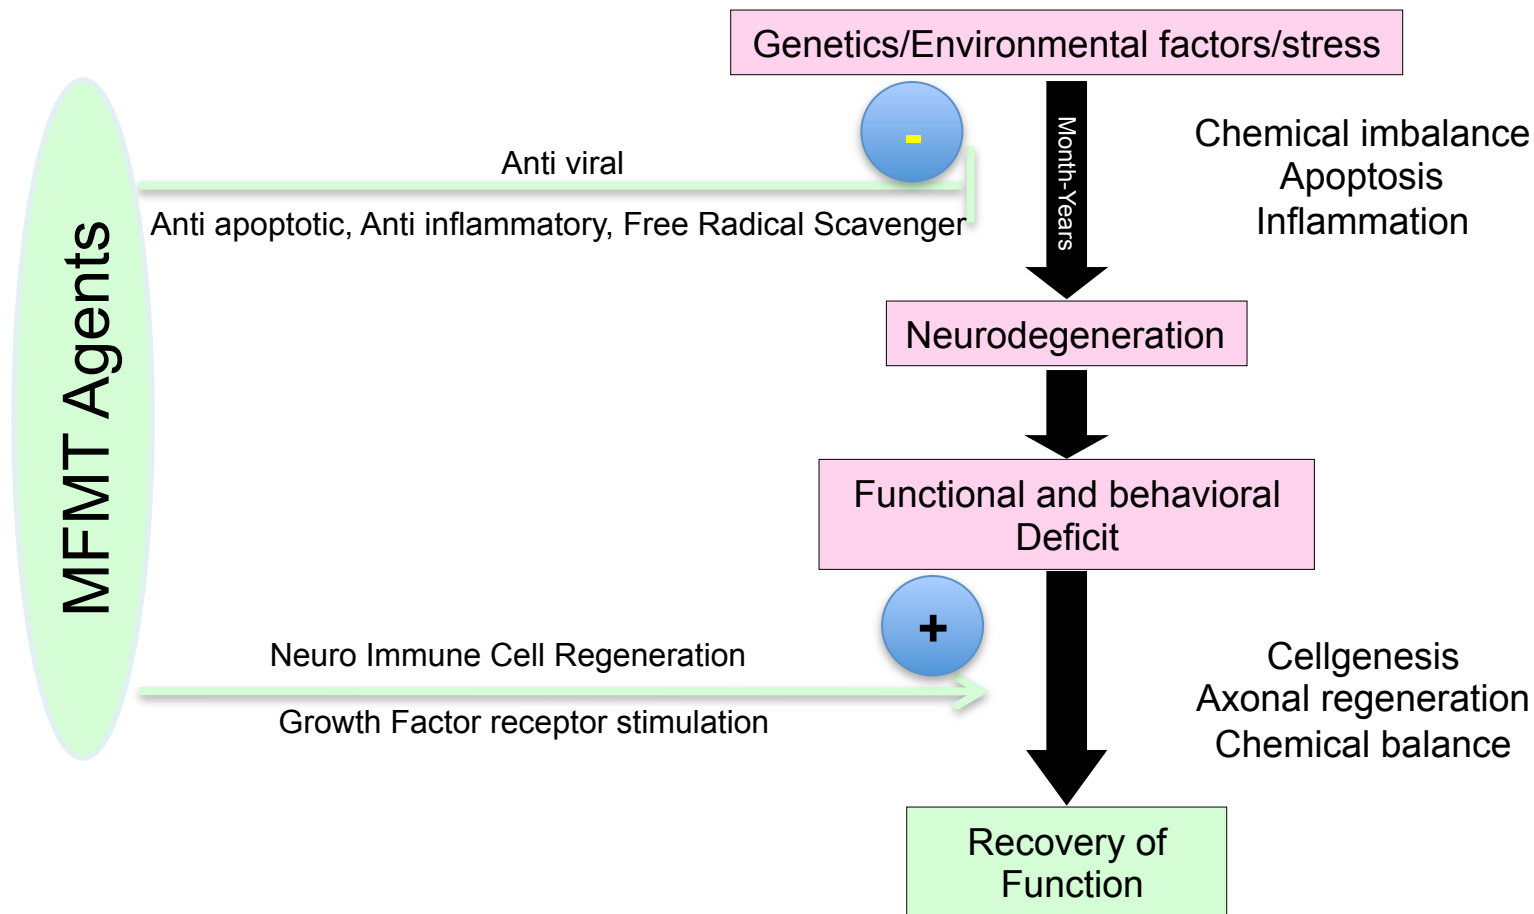 Genetics/Environmental factors/stress
-
Month-Years
Chemical imbalance
Apoptosis
Inflammation
Anti viral
Anti apoptotic, Anti inflammatory, Free Radical Scavenger
MFMT Agents
Neurodegeneration
Functional and behavioral
Deficit
+
Neuro Immune Cell Regeneration
Growth Factor receptor stimulation
Cellgenesis
Axonal regeneration
Chemical balance
Recovery of
Function